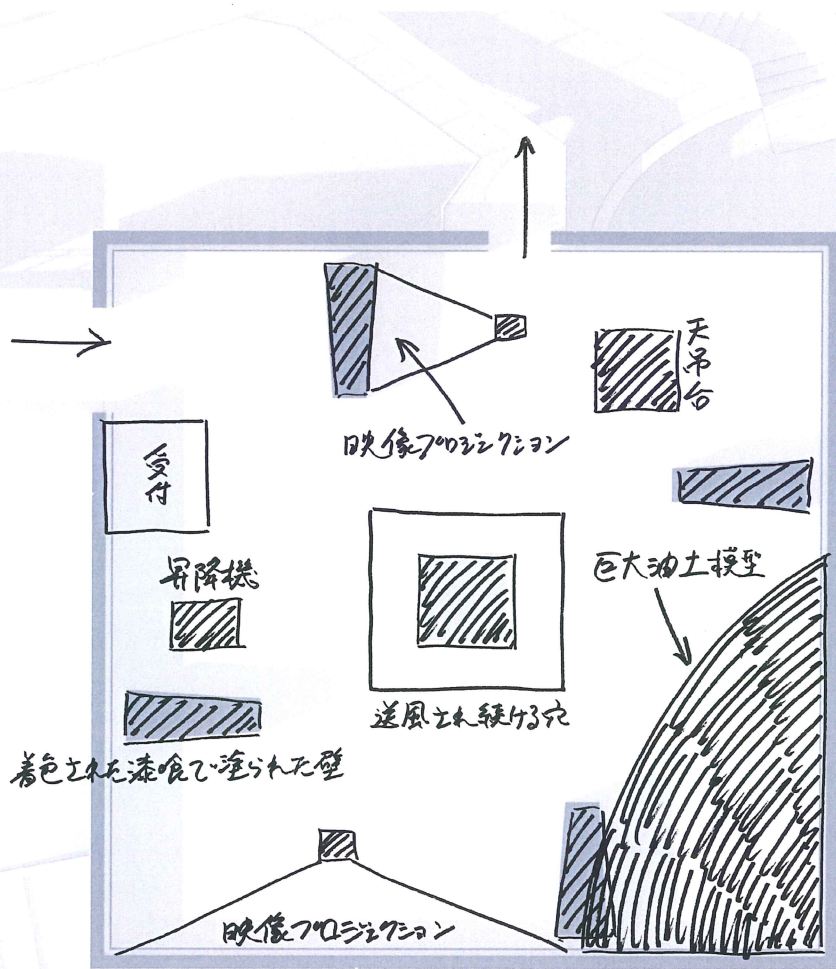 天吊台
映像プロジェクション
受付
昇降機
巨大油土模型
送風され続ける穴
着色された漆喰で塗られた壁
映像プロジェクション